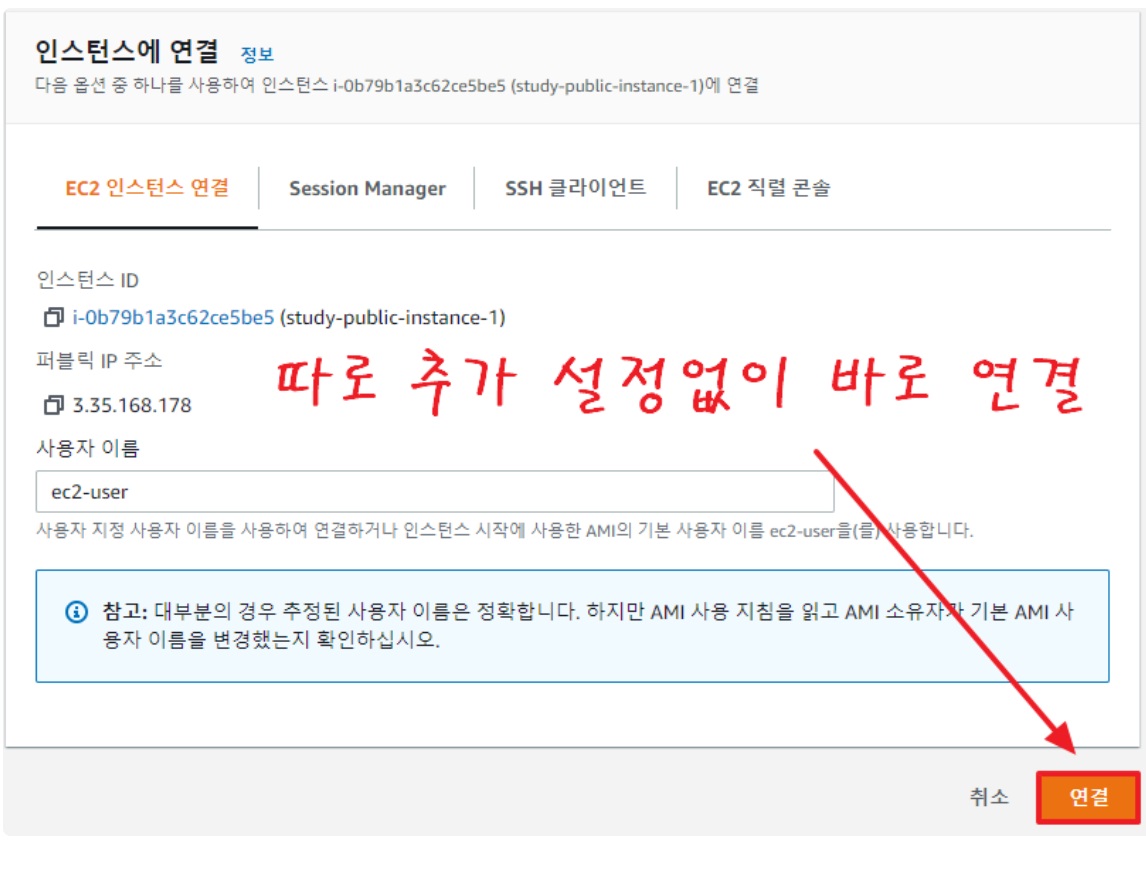 인스턴스에 연결 정보
다음 옵션 중 하나를 사용하여 인스턴스 i-0b79b1a3c62ce5be5 (study-public-instance-1)에 연결
EC2 인스턴스 연결 Session Manager SSH 클라이언트 EC2 직렬 콘솔
인스턴스 ID
i-0b79b1a3c62ce5be5 (study-public-instance-1)
퍼블릭 IP 주소
따로 추가 설정없이 바로 연결
3.35.168.178
사용자 이름
ec2-user
사용자 지정 사용자 이름을 사용하여 연결하거나 인스턴스 시작에 사용한 AMI의 기본 사용자 이름 ec2-user을(를) 사용합니다.
참고: 대부분의 경우 추정된 사용자 이름은 정확합니다. 하지만 AMI 사용 지침을 읽고 AMI 소유자가 기본 AMI 사
용자 이름을 변경했는지 확인하십시오.
취소 연결